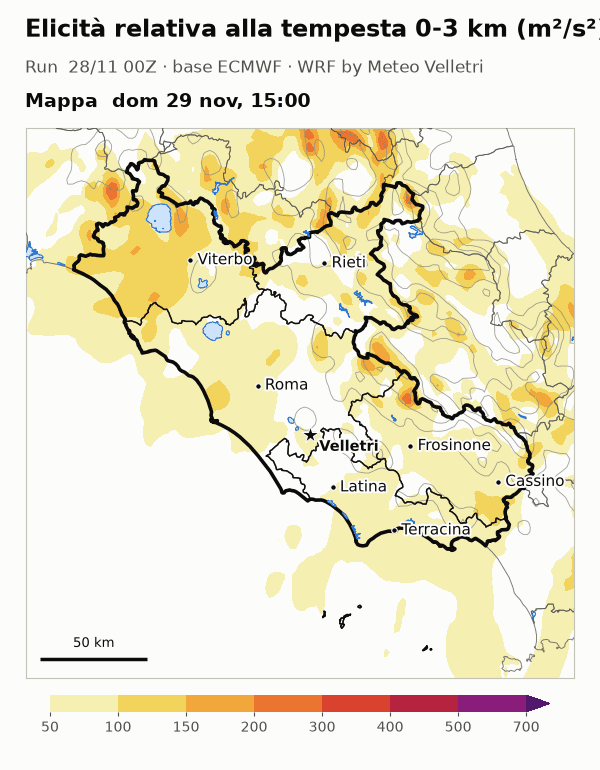 Elicità relativa alla tempesta 0-3 km (m²/s²)
Run  28/11 00Z · base ECMWF · WRF by Meteo Velletri
Mappa  dom 29 nov, 15:00
Viterbo
Rieti
Roma
Velletri
Frosinone
Cassino
Latina
Terracina
50 km
50 100 150 200 300 400 500 700